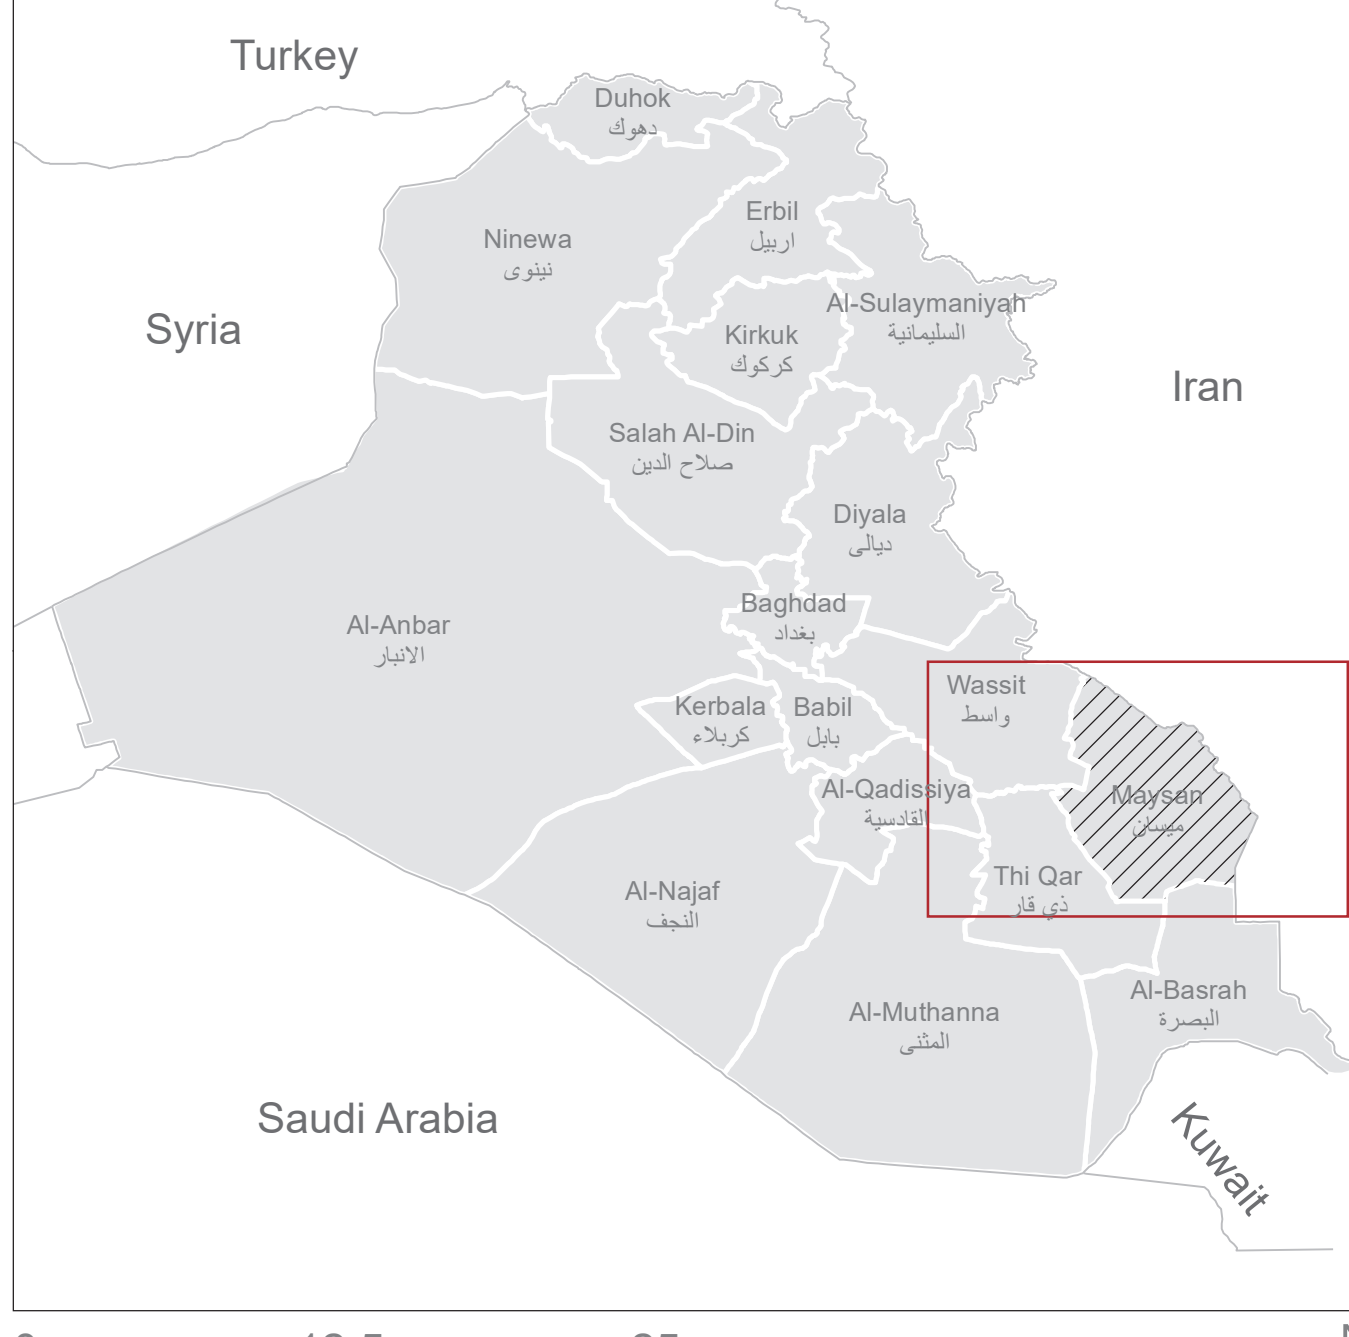 Turkey
Duhok
دهوك
Erbil
اربيل
Ninewa
نينوى
Al-Sulaymaniyah
السليمانية
Syria
Kirkuk
كركوك
Iran
Salah Al-Din
صلاح الدين
Diyala
ديالى
Baghdad
بغداد
Al-Anbar
الانبار
Wassit
واسط
Kerbala
كربلاء
Babil
بابل
Al-Qadissiya
القادسية
Maysan
ميسان
Thi Qar
ذي قار
Al-Najaf
النجف
Al-Basrah
البصرة
Al-Muthanna
المثنى
Saudi Arabia
Kuwait